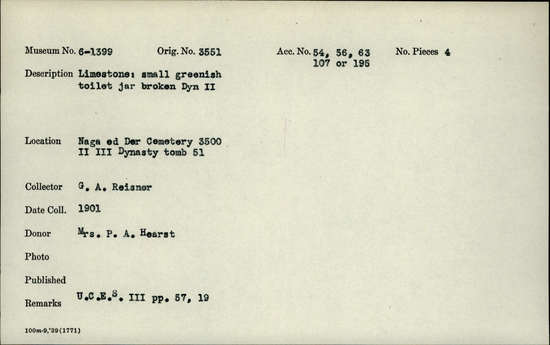 Museum No. 6-1399 Orig. No. 3551 Acc. No. 54, 56, 63 No. Pieces 4
107 or 195
Description Limestone: small greenish
toilet jar broken Dyn II
Location Naga ed Der Cemetery 3500
II III Dynasty tomb 51
Collector G. A. Reisner
Date Coll. 1901
Donor Mrs. P. A. Hearst
Photo
Published
Remarks U.C.E.S. III pp. 57, 19
100m-9,'39(1771)